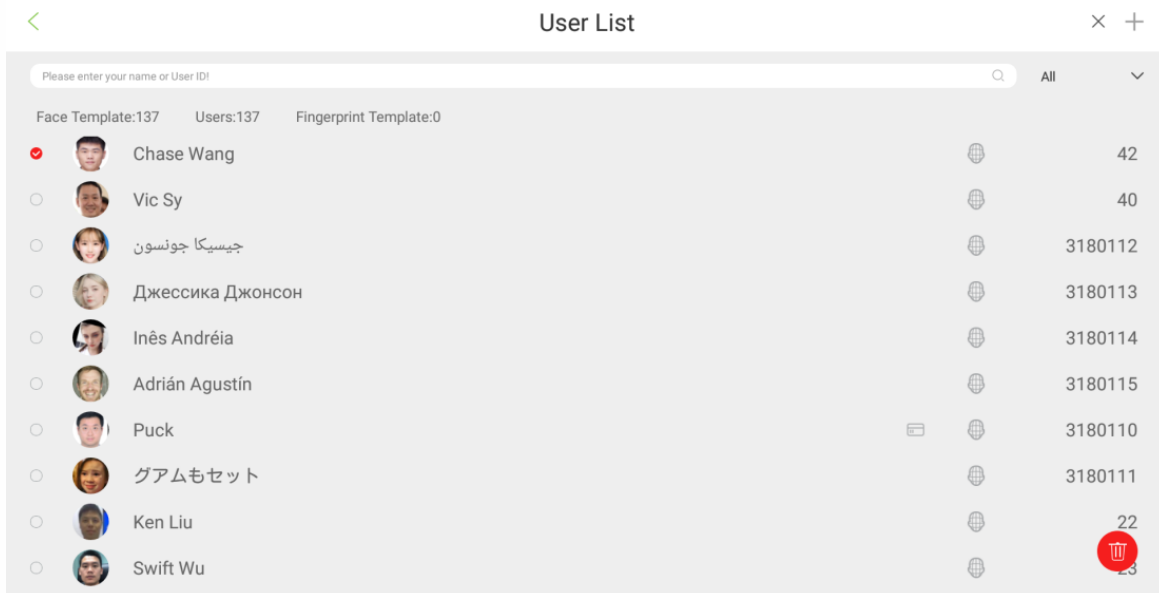 User List
Please enter your name or User ID!
All
Face Template:137 Users:137 Fingerprint Template:0
Chase Wang 42
Vic Sy 40
جيسيكا جونسون 3180112
Джессика Джонсон 3180113
Inês Andréia 3180114
Adrián Agustín 3180115
Puck 3180110
グアムもセット 3180111
Ken Liu 22
Swift Wu 23